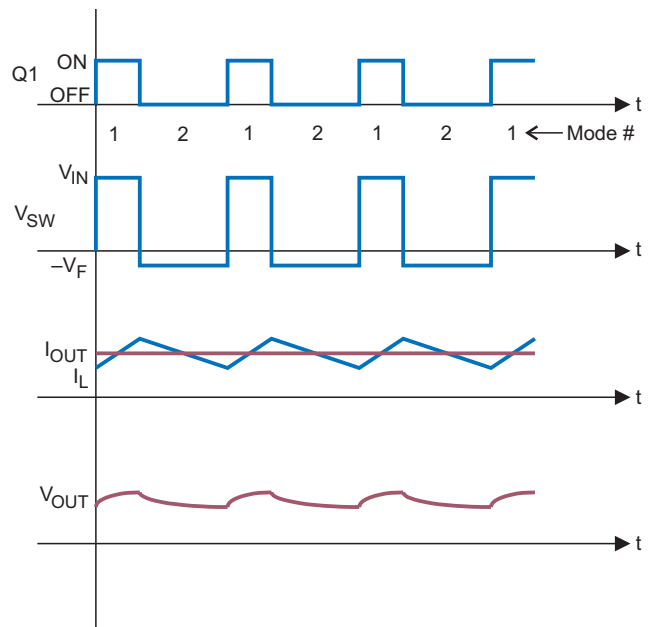 Q1
ON
OFF
t
1 2 1 2 1 2 1 Mode #
VIN
VSW
–VF
t
IOUT
IL
t
VOUT
t